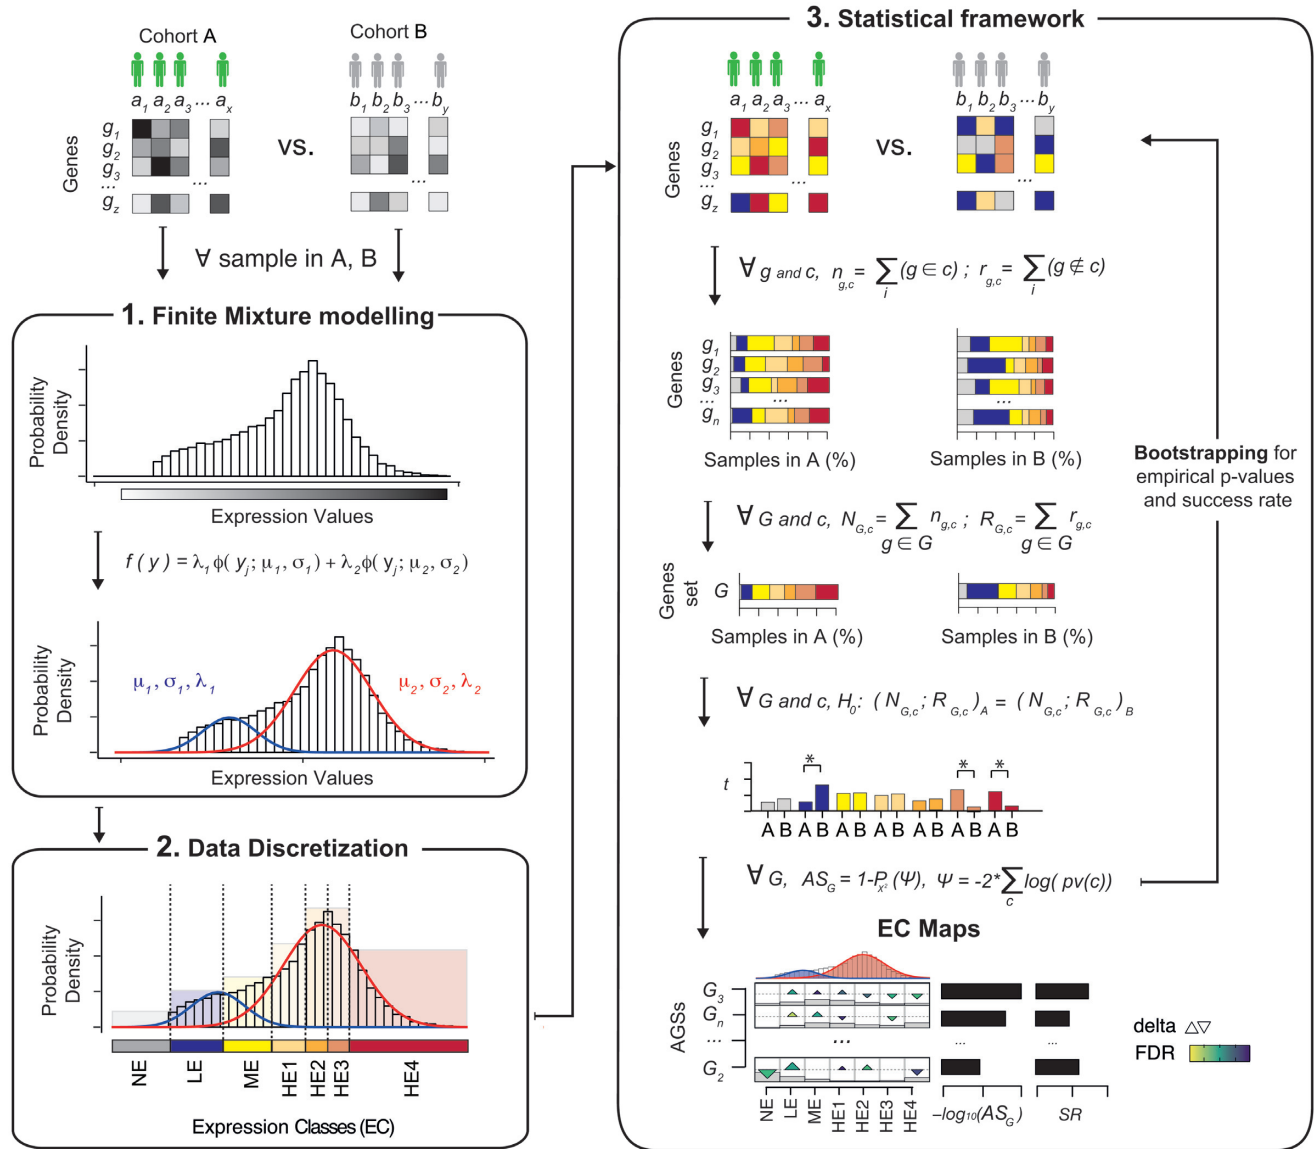 Cohort A
Cohort B
a1 a2 a3 ... ax
b1 b2 b3 ... by
Genes
g1
g2
g3
...
gz
...
vs.
...
∀ sample in A, B
1. Finite Mixture modelling
Probability
Density
Expression Values
f ( y ) = λ1 ϕ( yj; μ1, σ1) + λ2 ϕ( yj; μ2, σ2)
Probability
Density
μ1, σ1, λ1
μ2, σ2, λ2
Expression Values
2. Data Discretization
Probability
Density
NE
LE
ME
HE1
HE2
HE3
HE4
Expression Classes (EC)
3. Statistical framework
a1 a2 a3 ... ax
b1 b2 b3 ... by
Genes
g1
g2
g3
...
gz
...
vs.
...
∀ g and c, ng,c = ∑i (g ∈ c) ; rg,c = ∑i (g ∉ c)
Genes
g1
g2
g3
...
gn
...
...
Samples in A (%)
Samples in B (%)
∀ G and c, NG,c = ∑g ∈ G ng,c ; RG,c = ∑g ∈ G rg,c
Genes
set
G
Samples in A (%)
Samples in B (%)
∀ G and c, H0: ( NG,c ; RG,c )A = ( NG,c ; RG,c )B
t
* * *
A B A B A B A B A B A B A B
∀ G, ASG = 1-Pχ² (Ψ), Ψ = -2* ∑c log( pv(c))
Bootstrapping for
empirical p-values
and success rate
EC Maps
AGSs
G3
Gn
...
G2
...
...
...
NE
LE
ME
HE1
HE2
HE3
HE4
–log10(ASG)
SR
delta △▽
FDR